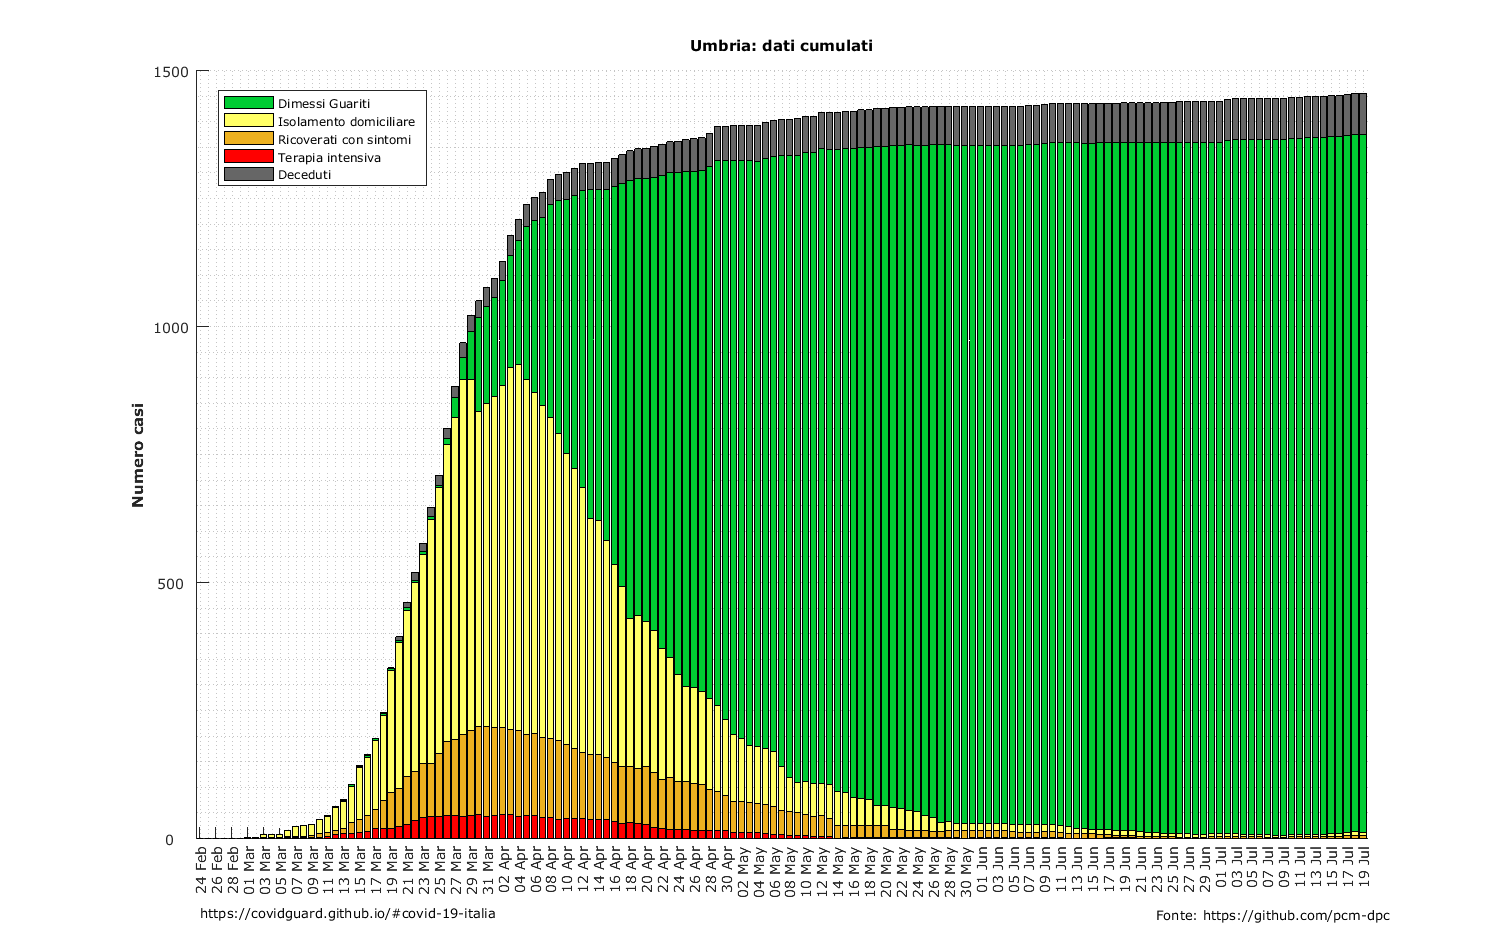 Umbria: dati cumulati
1500
1000
500
0
Numero casi
Dimessi Guariti
Isolamento domiciliare
Ricoverati con sintomi
Terapia intensiva
Deceduti
24 Feb
26 Feb
28 Feb
01 Mar
03 Mar
05 Mar
07 Mar
09 Mar
11 Mar
13 Mar
15 Mar
17 Mar
19 Mar
21 Mar
23 Mar
25 Mar
27 Mar
29 Mar
31 Mar
02 Apr
04 Apr
06 Apr
08 Apr
10 Apr
12 Apr
14 Apr
16 Apr
18 Apr
20 Apr
22 Apr
24 Apr
26 Apr
28 Apr
30 Apr
02 May
04 May
06 May
08 May
10 May
12 May
14 May
16 May
18 May
20 May
22 May
24 May
26 May
28 May
30 May
01 Jun
03 Jun
05 Jun
07 Jun
09 Jun
11 Jun
13 Jun
15 Jun
17 Jun
19 Jun
21 Jun
23 Jun
25 Jun
27 Jun
29 Jun
01 Jul
03 Jul
05 Jul
07 Jul
09 Jul
11 Jul
13 Jul
15 Jul
17 Jul
19 Jul
https://covidguard.github.io/#covid-19-italia
Fonte: https://github.com/pcm-dpc